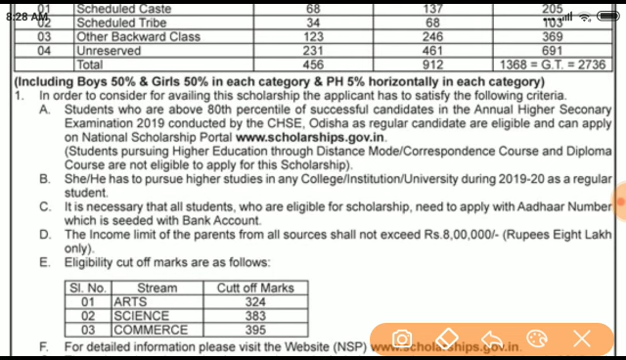 8:28 AM
01 Scheduled Caste 68 137 205
02 Scheduled Tribe 34 68 103
03 Other Backward Class 123 246 369
04 Unreserved 231 461 691
Total 456 912 1368 = G.T. = 2736
(Including Boys 50% & Girls 50% in each category & PH 5% horizontally in each category)
1. In order to consider for availing this scholarship the applicant has to satisfy the following criteria.
A. Students who are above 80th percentile of successful candidates in the Annual Higher Seconary
Examination 2019 conducted by the CHSE, Odisha as regular candidate are eligible and can apply
on National Scholarship Portal www.scholarships.gov.in.
(Students pursuing Higher Education through Distance Mode/Correspondence Course and Diploma
Course are not eligible to apply for this Scholarship).
B. She/He has to pursue higher studies in any College/Institution/University during 2019-20 as a regular
student.
C. It is necessary that all students, who are eligible for scholarship, need to apply with Aadhaar Number
which is seeded with Bank Account.
D. The Income limit of the parents from all sources shall not exceed Rs.8,00,000/- (Rupees Eight Lakh
only).
E. Eligibility cut off marks are as follows:
Sl. No. Stream Cutt off Marks
01 ARTS 324
02 SCIENCE 383
03 COMMERCE 395
F. For detailed information please visit the Website (NSP) www.scholarships.gov.in.